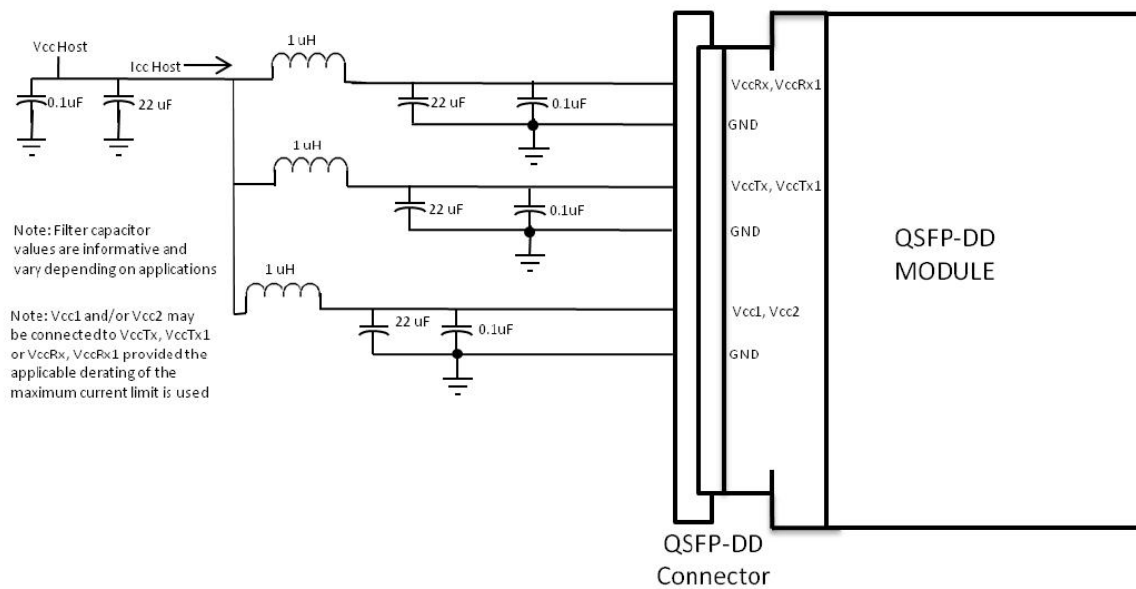 1 uH
Vcc Host
Icc Host
0.1uF
22 uF
22 uF
0.1uF
VccRx, VccRx1
GND
1 uH
22 uF
0.1uF
VccTx, VccTx1
GND
Note: Filter capacitor
values are informative and
vary depending on applications
QSFP-DD
MODULE
1 uH
22 uF
0.1uF
Vcc1, Vcc2
GND
Note: Vcc1 and/or Vcc2 may
be connected to VccTx, VccTx1
or VccRx, VccRx1 provided the
applicable derating of the
maximum current limit is used
QSFP-DD
Connector